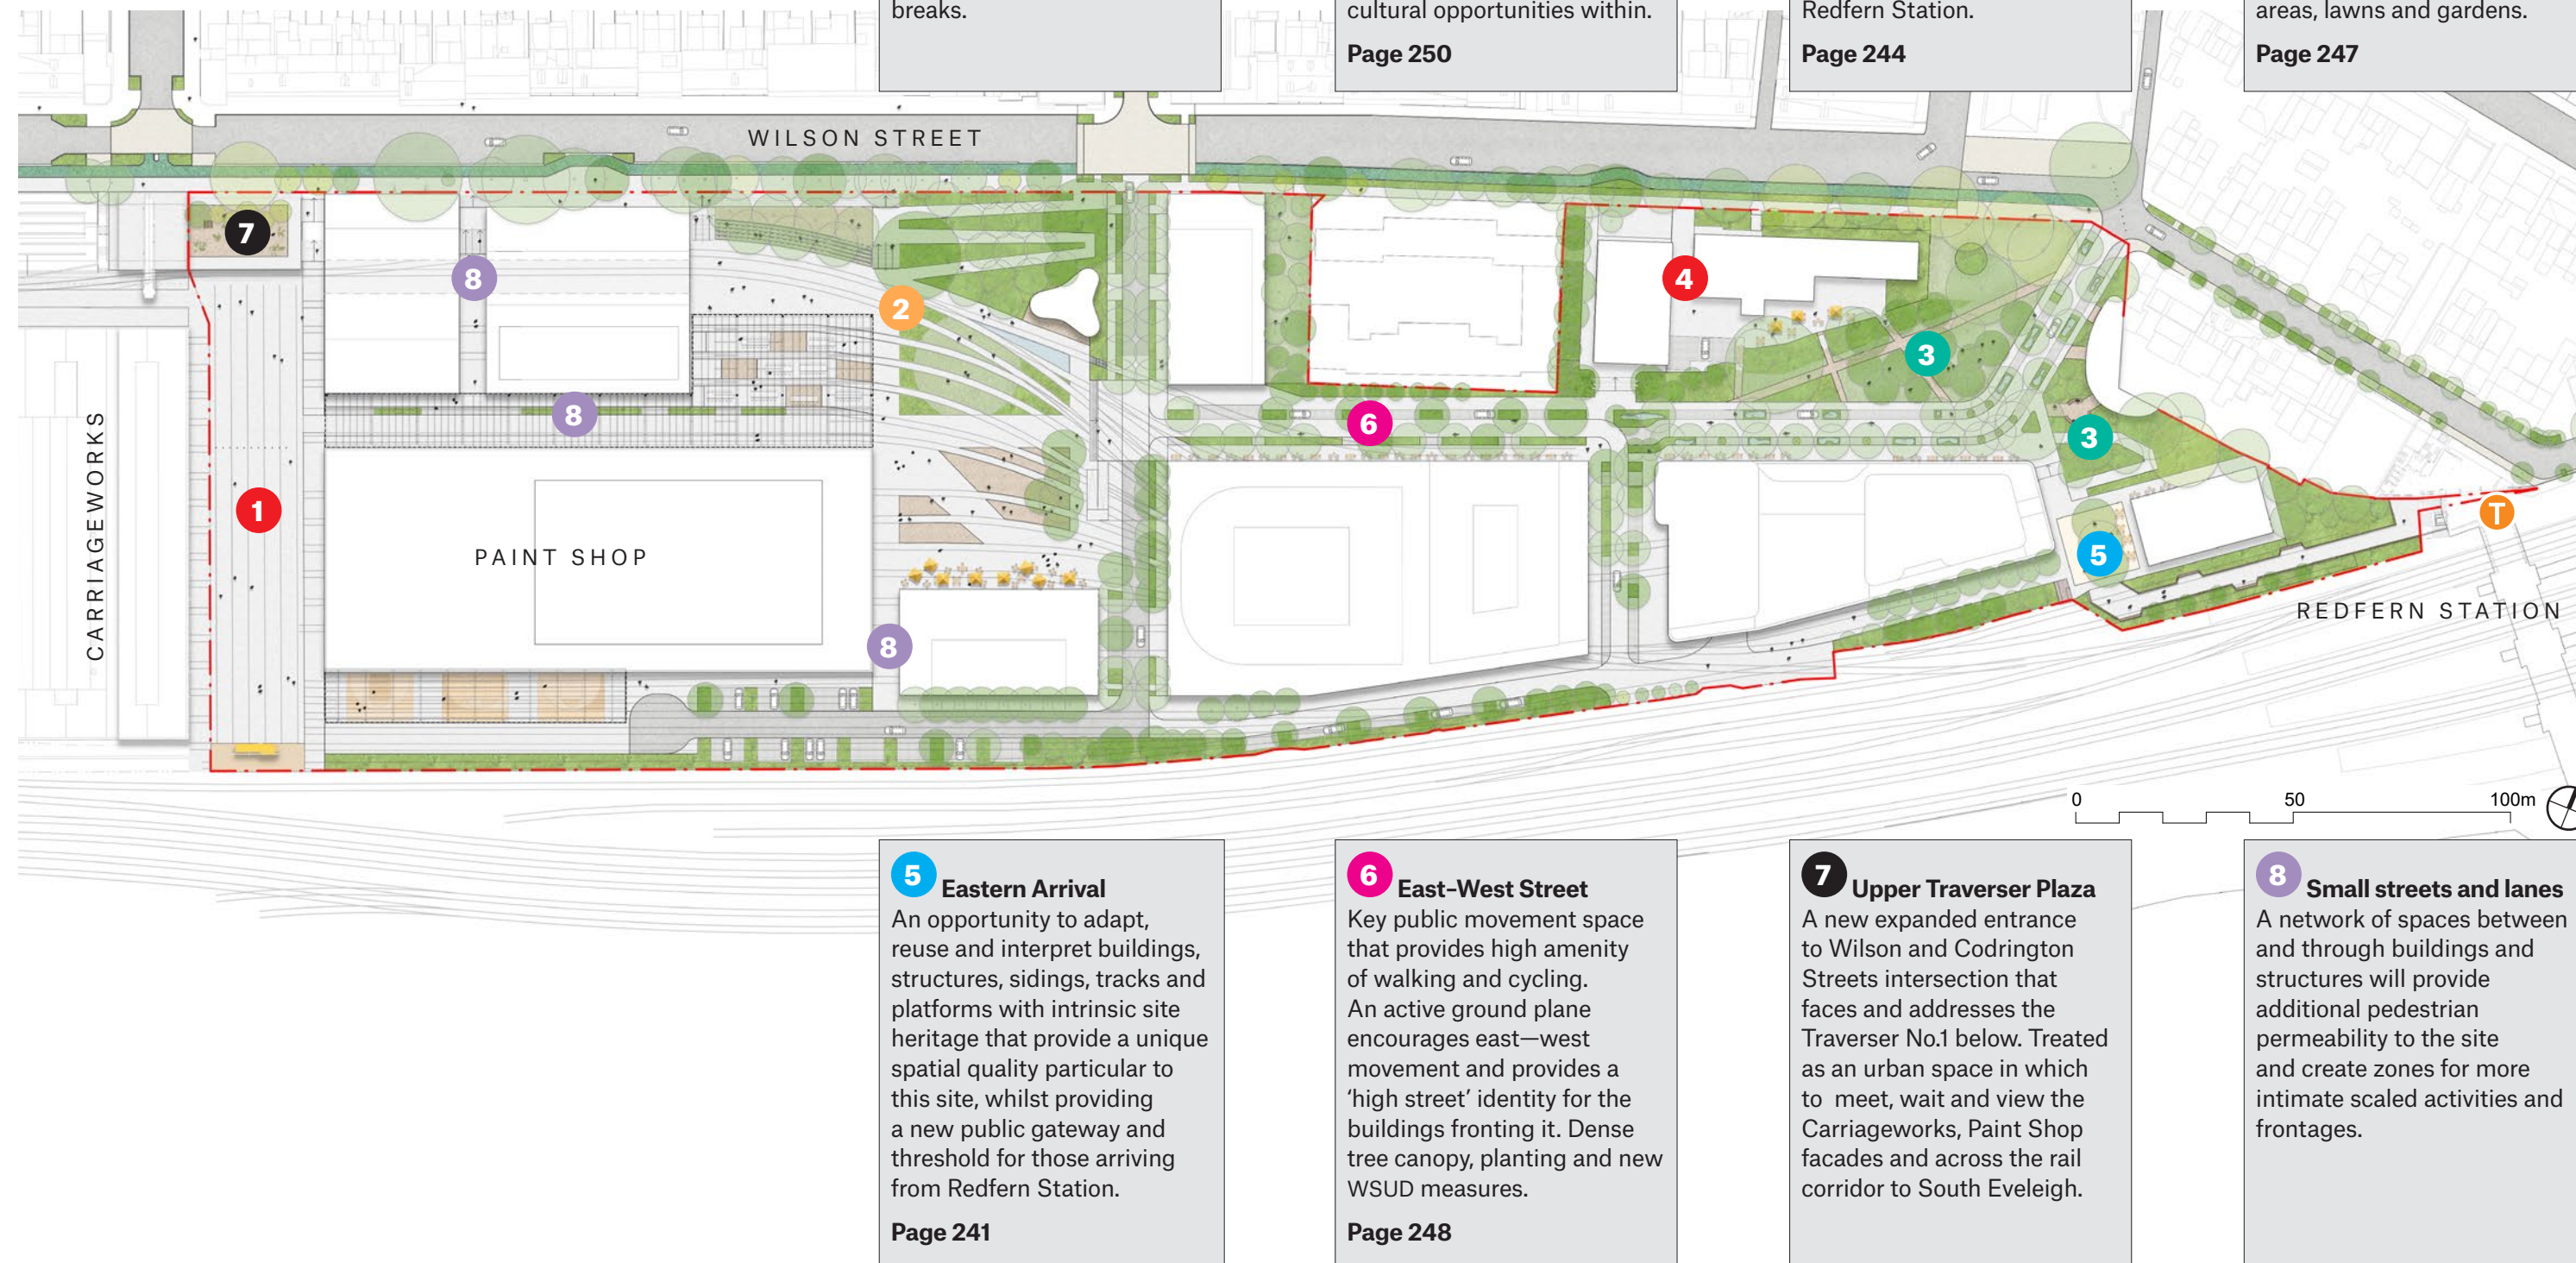 breaks.
cultural opportunities within.
Page 250
Redfern Station.
Page 244
areas, lawns and gardens.
Page 247
WILSON STREET
7
8
2
4
3
8
6
3
CARRIAGEWORKS
1
PAINT SHOP
T
5
8
REDFERN STATION
0 50 100m
5 Eastern Arrival
An opportunity to adapt,
reuse and interpret buildings,
structures, sidings, tracks and
platforms with intrinsic site
heritage that provide a unique
spatial quality particular to
this site, whilst providing
a new public gateway and
threshold for those arriving
from Redfern Station.
Page 241
6 East-West Street
Key public movement space
that provides high amenity
of walking and cycling.
An active ground plane
encourages east—west
movement and provides a
‘high street’ identity for the
buildings fronting it. Dense
tree canopy, planting and new
WSUD measures.
Page 248
7 Upper Traverser Plaza
A new expanded entrance
to Wilson and Codrington
Streets intersection that
faces and addresses the
Traverser No.1 below. Treated
as an urban space in which
to meet, wait and view the
Carriageworks, Paint Shop
facades and across the rail
corridor to South Eveleigh.
8 Small streets and lanes
A network of spaces between
and through buildings and
structures will provide
additional pedestrian
permeability to the site
and create zones for more
intimate scaled activities and
frontages.